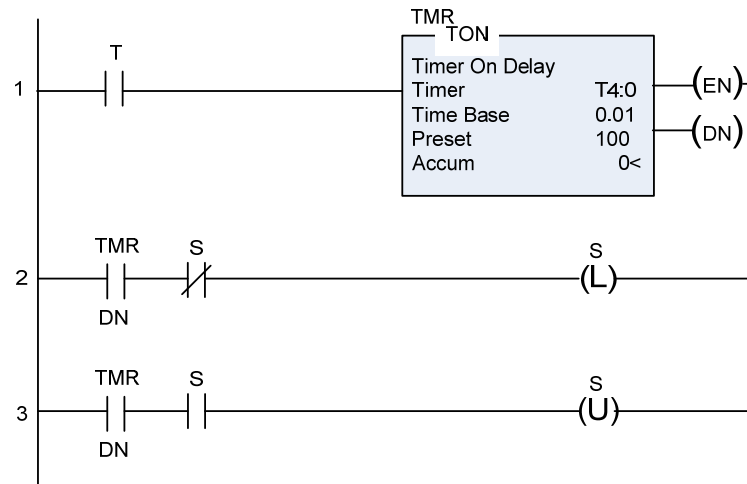 TMR
TON
T
1
Timer On Delay
Timer T4:0
Time Base 0.01
Preset 100
Accum 0<
(EN)
(DN)
TMR S S
2
(L)
DN
TMR S S
3
(U)
DN